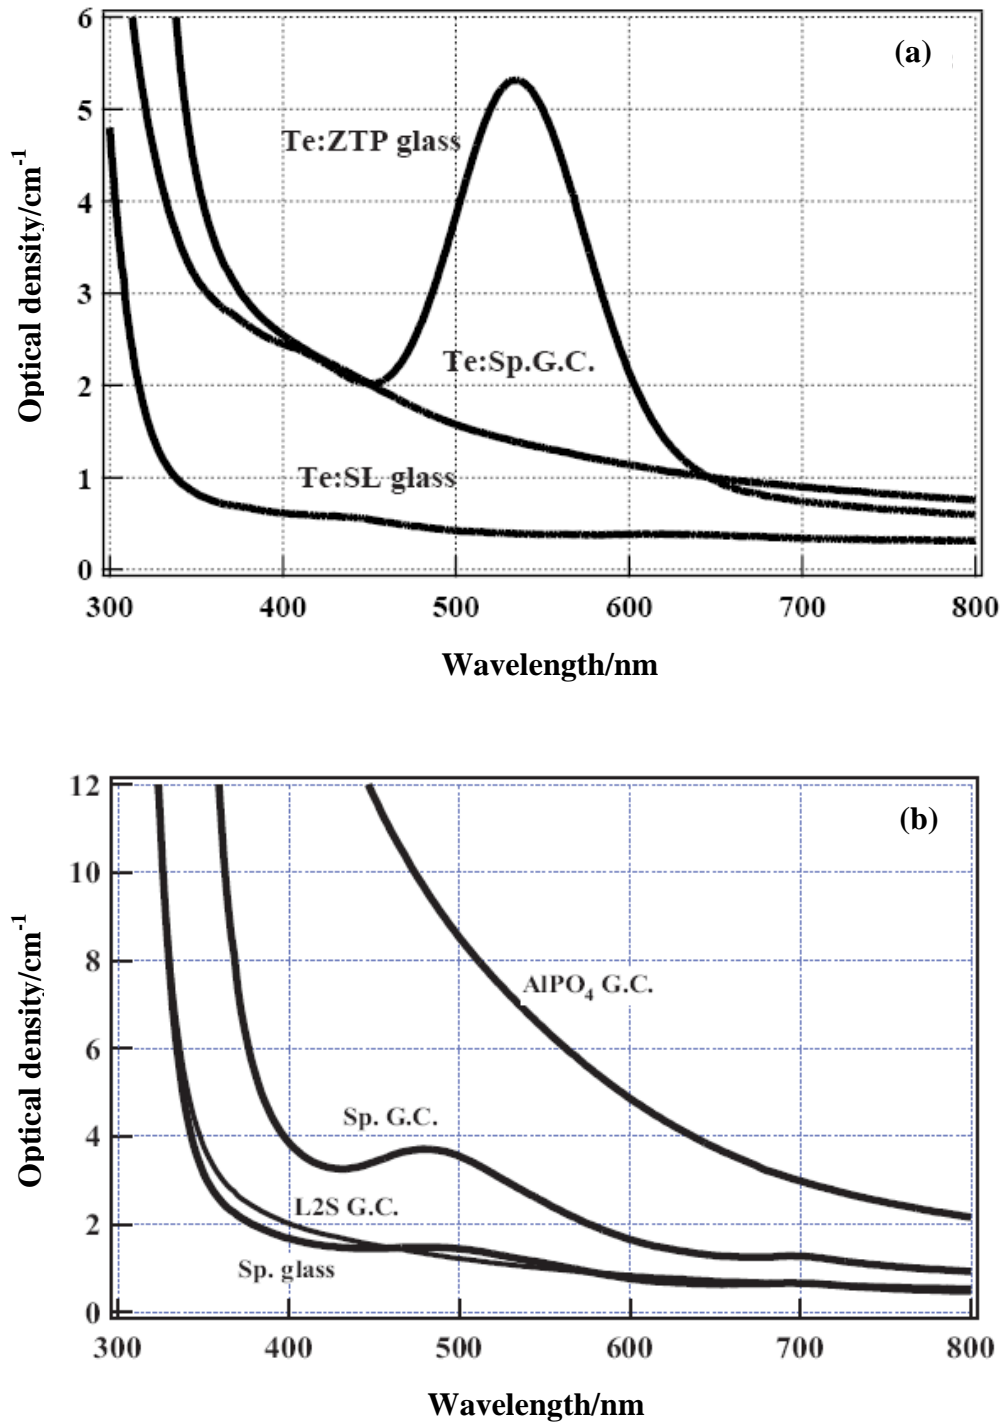 6
(a)
5
Te:ZTP glass
4
3
Te:Sp.G.C.
2
Te:SL glass
1
0
300 400 500 600 700 800
Optical density/cm-1
Wavelength/nm
12
(b)
10
8
AlPO4 G.C.
6
Sp. G.C.
4
L2S G.C.
2
Sp. glass
0
300 400 500 600 700 800
Optical density/cm-1
Wavelength/nm